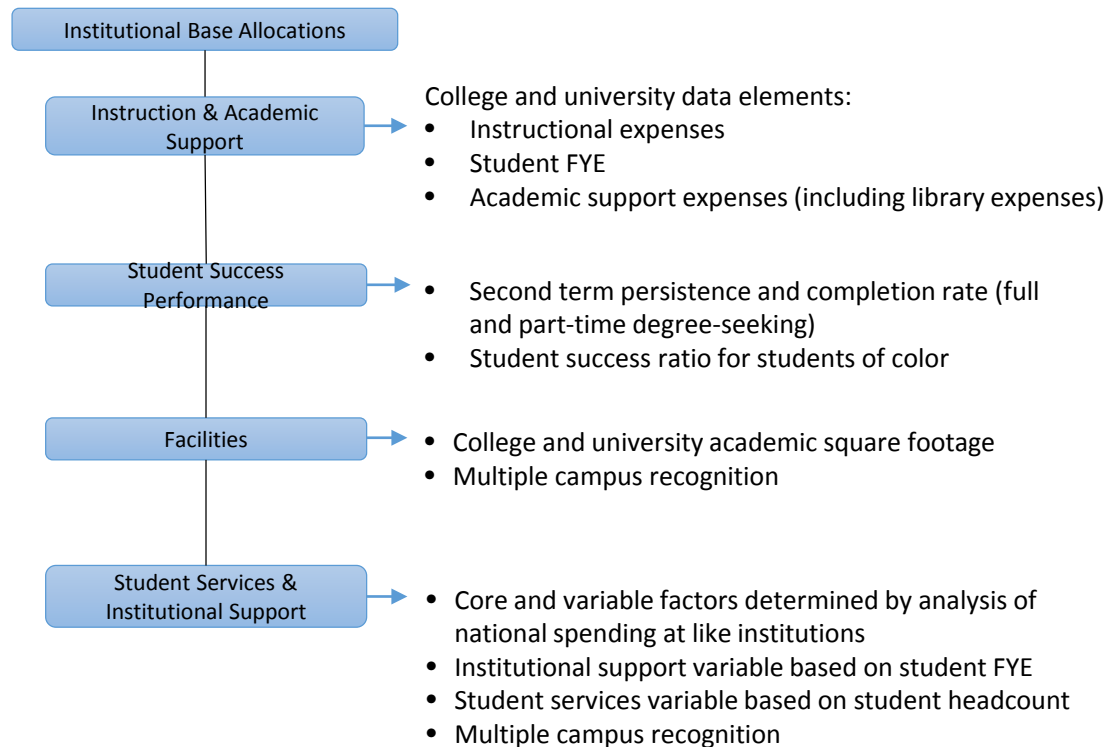 Institutional Base Allocations
Instruction & Academic
Support
College and university data elements:
• Instructional expenses
• Student FYE
• Academic support expenses (including library expenses)
Student Success
Performance
• Second term persistence and completion rate (full
and part-time degree-seeking)
• Student success ratio for students of color
Facilities
• College and university academic square footage
• Multiple campus recognition
Student Services &
Institutional Support
• Core and variable factors determined by analysis of
national spending at like institutions
• Institutional support variable based on student FYE
• Student services variable based on student headcount
• Multiple campus recognition